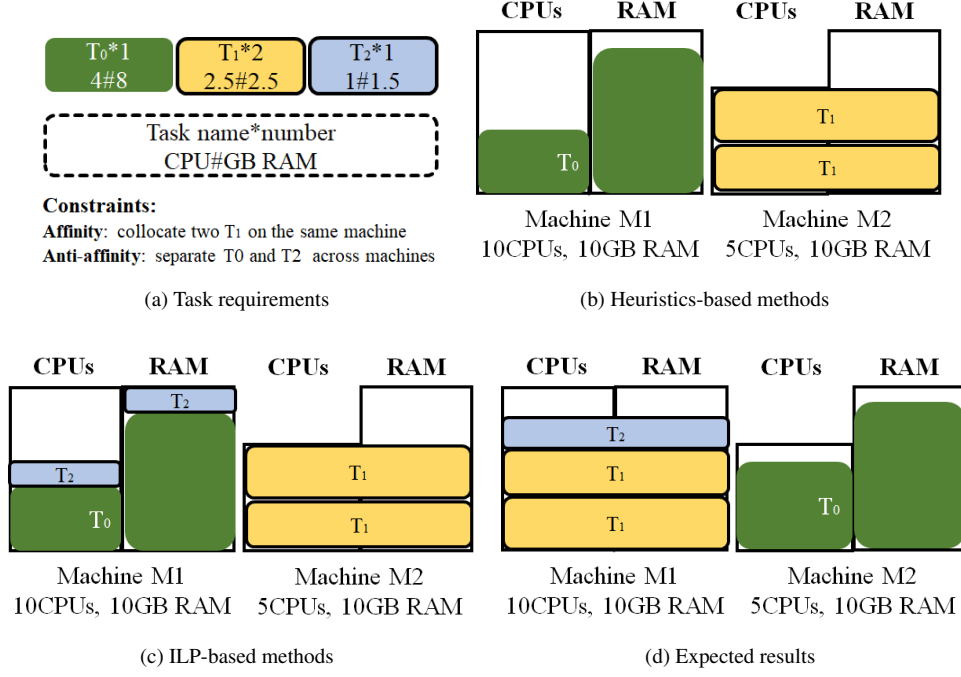 T₀*1
4#8
T₁*2
2.5#2.5
T₂*1
1#1.5
Task name*number
CPU#GB RAM
Constraints:
Affinity: collocate two T₁ on the same machine
Anti-affinity: separate T0 and T2 across machines
(a) Task requirements
CPUs RAM
T₁
T₀
T₁
Machine M1 Machine M2
10CPUs, 10GB RAM 5CPUs, 10GB RAM
(b) Heuristics-based methods
CPUs RAM CPUs RAM
T₂
T₂
T₁
T₀
T₁
Machine M1 Machine M2
10CPUs, 10GB RAM 5CPUs, 10GB RAM
(c) ILP-based methods
CPUs RAM CPUs RAM
T₂
T₁
T₀
T₁
Machine M1 Machine M2
10CPUs, 10GB RAM 5CPUs, 10GB RAM
(d) Expected results